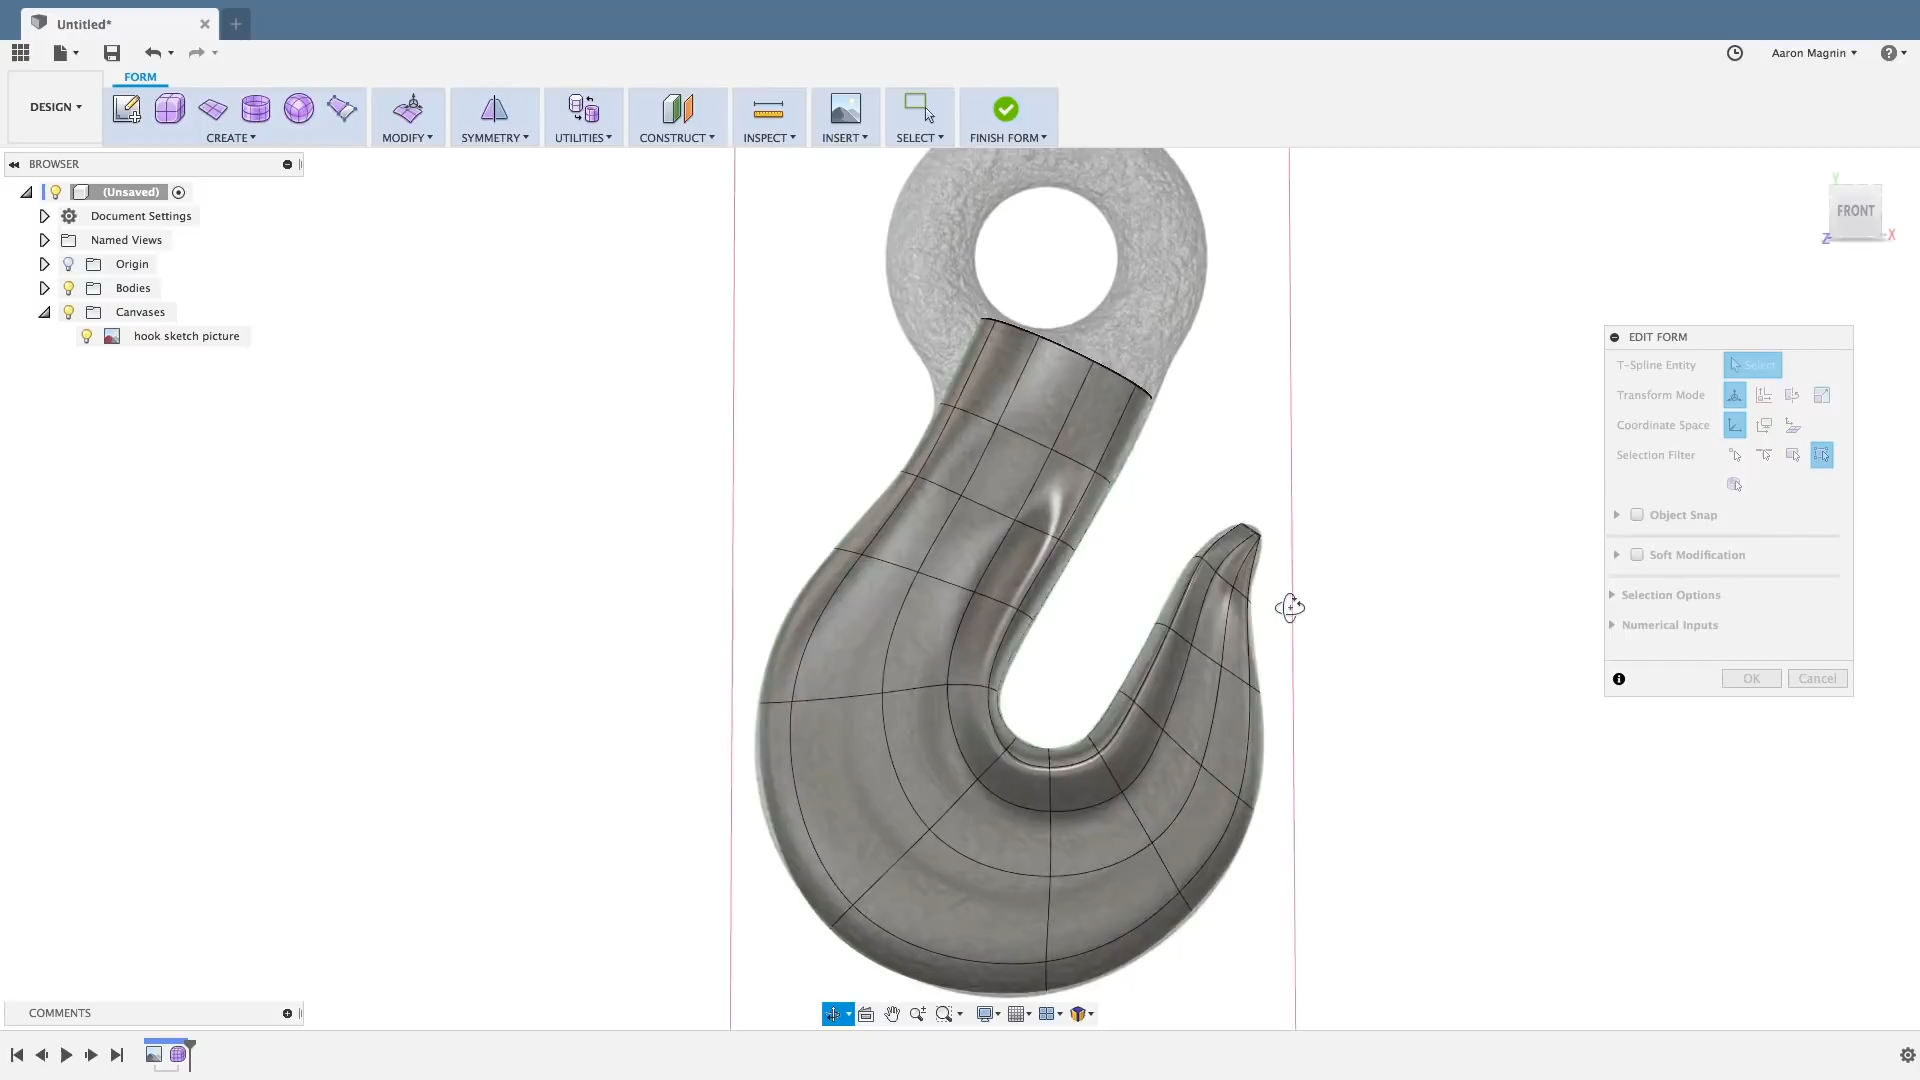 Untitled*
Aaron Magnin
FORM
DESIGN
CREATE
MODIFY
SYMMETRY
UTILITIES
CONSTRUCT
INSPECT
INSERT
SELECT
FINISH FORM
BROWSER
(Unsaved)
Document Settings
Named Views
Origin
Bodies
Canvases
hook sketch picture
Y
FRONT
Z
X
EDIT FORM
T-Spline Entity
Select
Transform Mode
Coordinate Space
Selection Filter
Object Snap
Soft Modification
Selection Options
Numerical Inputs
OK
Cancel
COMMENTS